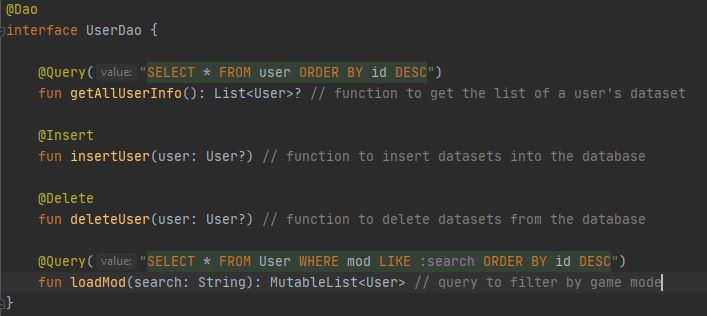 @Dao
interface UserDao {
@Query( value: "SELECT * FROM user ORDER BY id DESC")
fun getAllUserInfo(): List<User>? // function to get the list of a user's dataset
@Insert
fun insertUser(user: User?) // function to insert datasets into the database
@Delete
fun deleteUser(user: User?) // function to delete datasets from the database
@Query( value: "SELECT * FROM User WHERE mod LIKE :search ORDER BY id DESC")
fun loadMod(search: String): MutableList<User> // query to filter by game mode
}